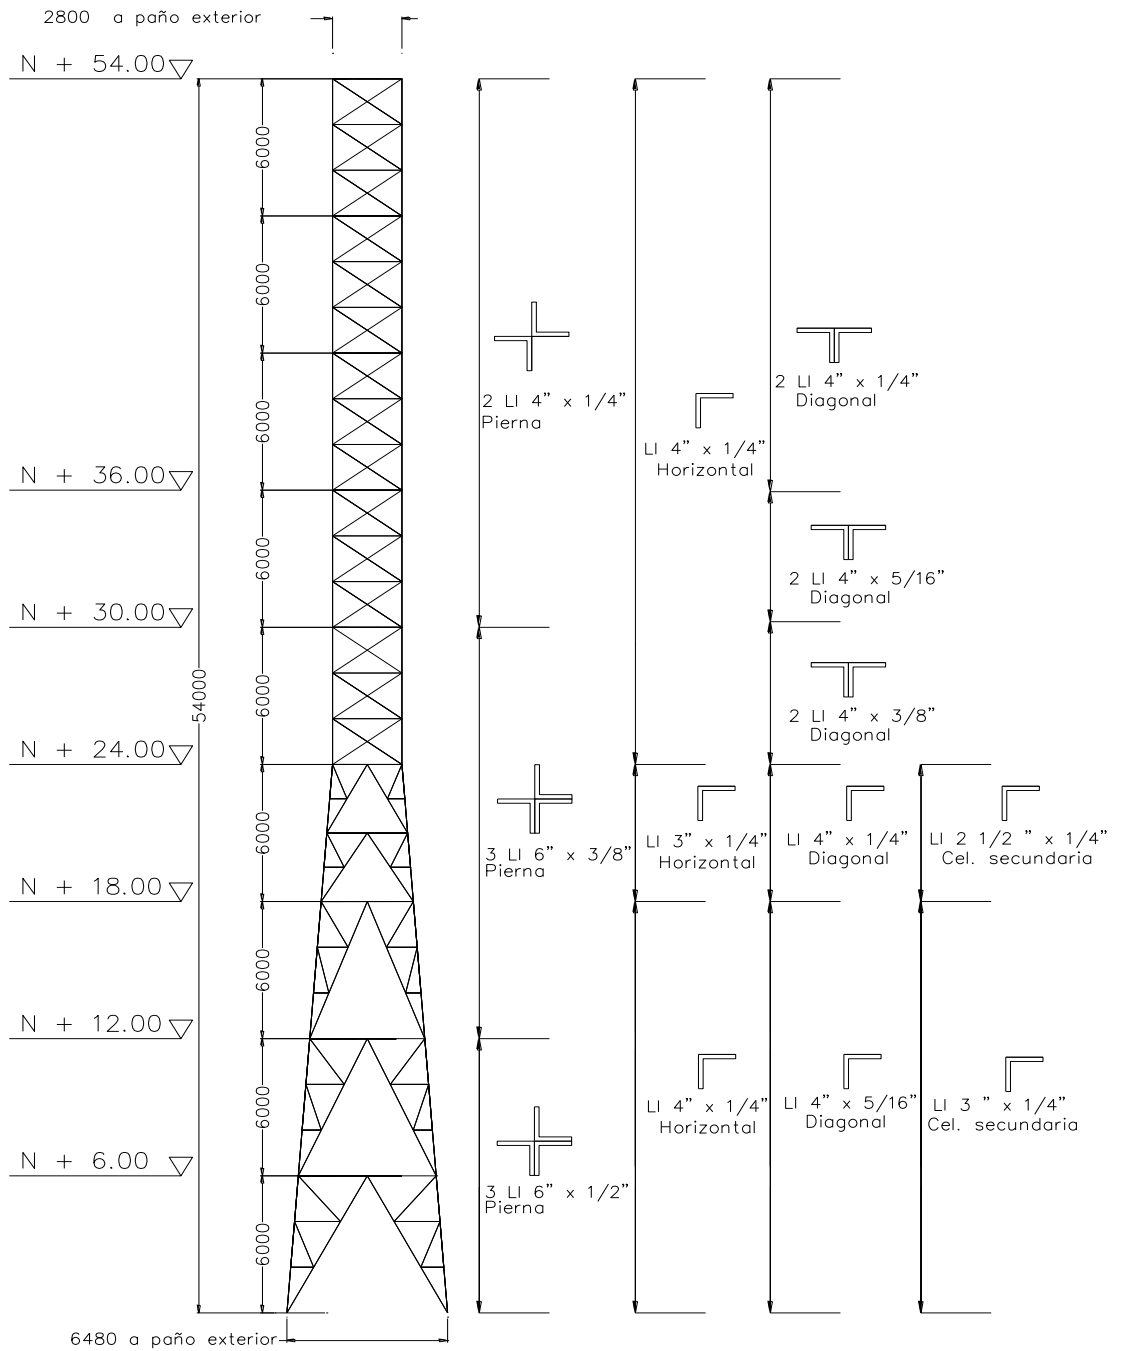 2800 a paño exterior
N + 54.00
6000
6000
2 LI 4” x 1/4”
Pierna
LI 4” x 1/4”
Horizontal
2 LI 4” x 1/4”
Diagonal
6000
N + 36.00
6000
2 LI 4” x 5/16”
Diagonal
N + 30.00
54000
6000
2 LI 4” x 3/8”
Diagonal
N + 24.00
6000
3 LI 6” x 3/8”
Pierna
LI 3” x 1/4”
Horizontal
LI 4” x 1/4”
Diagonal
LI 2 1/2 ” x 1/4”
Cel. secundaria
N + 18.00
6000
N + 12.00
6000
LI 4” x 1/4”
Horizontal
LI 4” x 5/16”
Diagonal
LI 3 ” x 1/4”
Cel. secundaria
N + 6.00
3 LI 6” x 1/2”
Pierna
6000
6480 a paño exterior